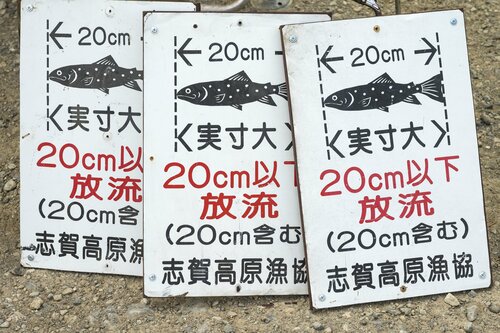 20cm
<実寸大
20cm以
放流
(20cm含む
志賀高原漁
20cm
<実寸大>
20cm以下
放流
(20cm含む
志賀高原漁協
20cm
<実寸大>
20cm以下
放流
(20cm含む)
志賀高原漁協